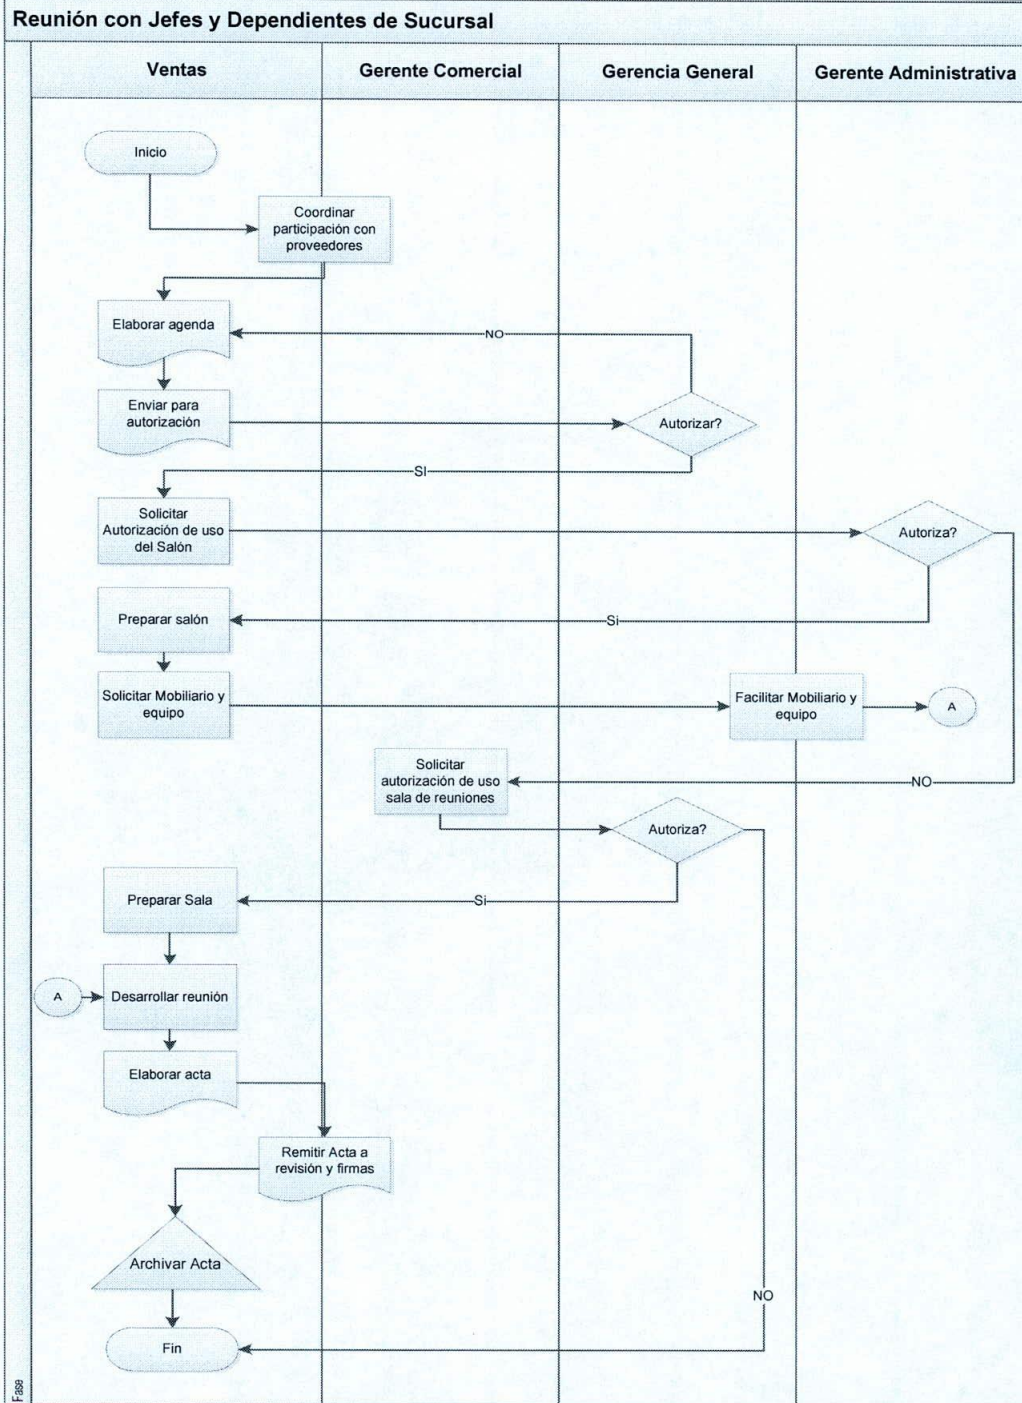 Reunión con Jefes y Dependientes de Sucursal
Ventas
Gerente Comercial
Gerencia General
Gerente Administrativa
Inicio
Coordinar
participación con
proveedores
Elaborar agenda
NO
Enviar para
autorización
Autorizar?
SI
Solicitar
Autorización de uso
del Salón
Autoriza?
Preparar salón
Si
Solicitar Mobiliario y
equipo
Facilitar Mobiliario y
equipo
A
Solicitar
autorización de uso
sala de reuniones
NO
Autoriza?
Preparar Sala
Si
A
Desarrollar reunión
Elaborar acta
Remitir Acta a
revisión y firmas
Archivar Acta
NO
Fin
Fase